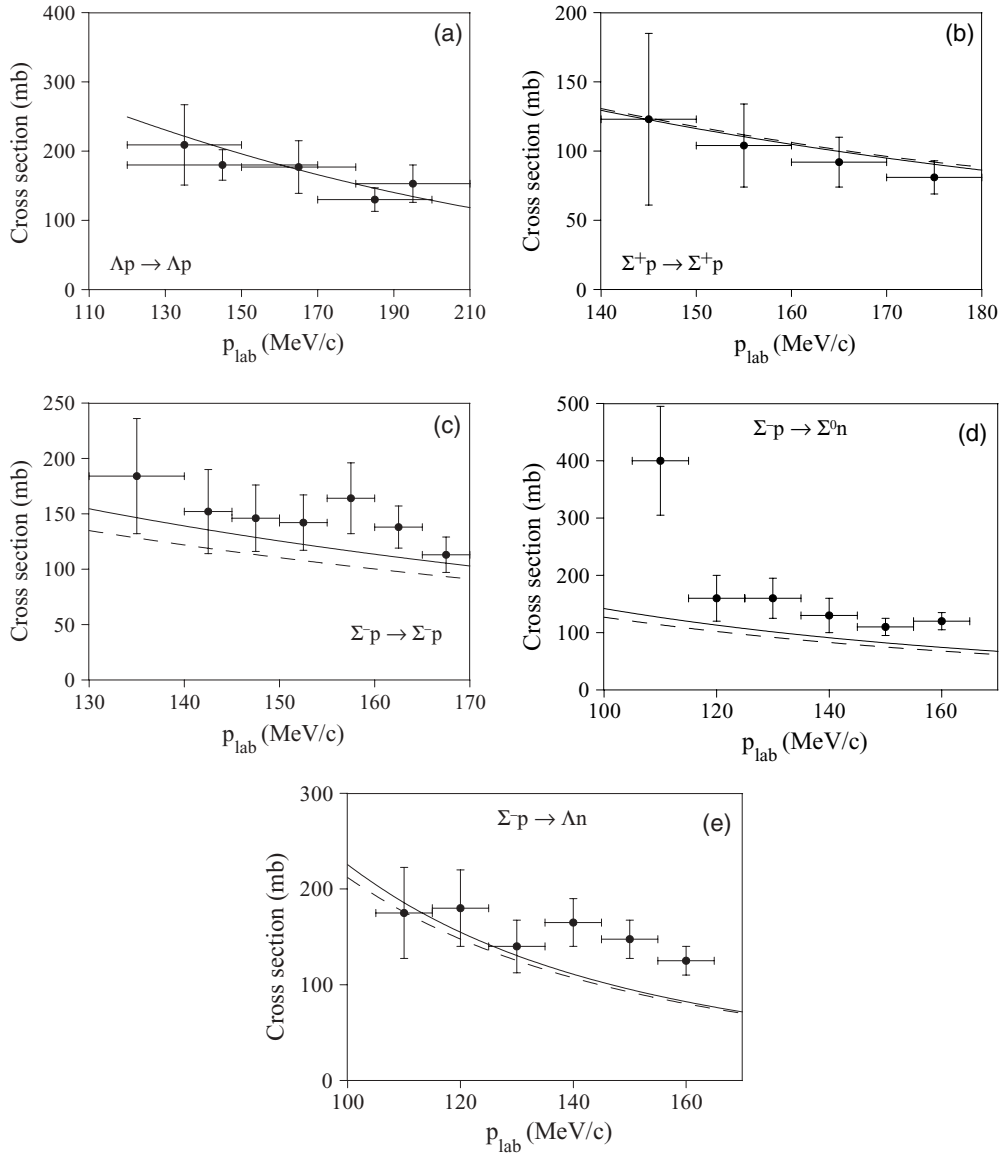 400
300
200
100
0
Cross section (mb)
(a)
Λp → Λp
110 130 150 170 190 210
p_lab (MeV/c)
200
150
100
50
0
Cross section (mb)
(b)
Σ⁺p → Σ⁺p
140 150 160 170 180
p_lab (MeV/c)
250
200
150
100
50
0
Cross section (mb)
(c)
Σ⁻p → Σ⁻p
130 140 150 160 170
p_lab (MeV/c)
500
400
300
200
100
0
Cross section (mb)
Σ⁻p → Σ⁰n
(d)
100 120 140 160
p_lab (MeV/c)
300
200
100
0
Cross section (mb)
Σ⁻p → Λn
(e)
100 120 140 160
p_lab (MeV/c)